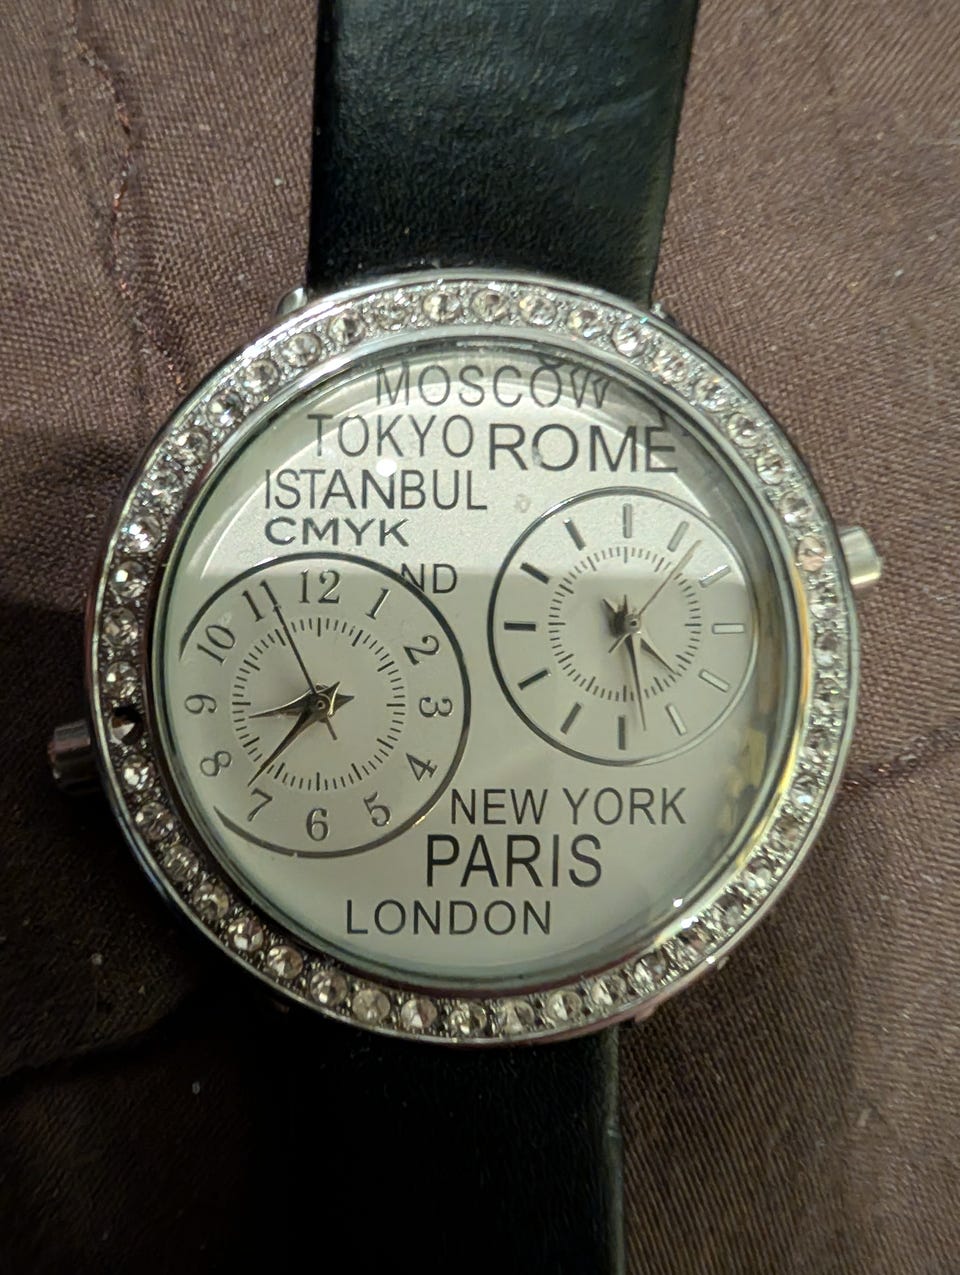 MOSCOW
TOKYO ROME
ISTANBUL
CMYK
ND
12
11 1
10 2
9 3
8 4
7 5
6
NEW YORK
PARIS
LONDON